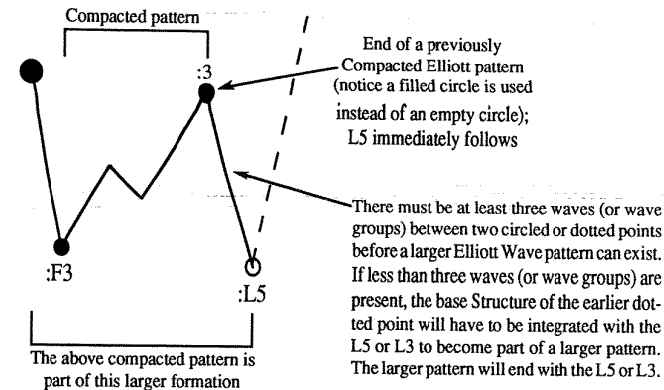 Compacted pattern
:3
End of a previously
Compacted Elliott pattern
(notice a filled circle is used
instead of an empty circle);
L5 immediately follows
:F3
:L5
There must be at least three waves (or wave
groups) between two circled or dotted points
before a larger Elliott Wave pattern can exist.
If less than three waves (or wave groups) are
present, the base Structure of the earlier dot-
ted point will have to be integrated with the
L5 or L3 to become part of a larger pattern.
The larger pattern will end with the L5 or L3.
The above compacted pattern is
part of this larger formation